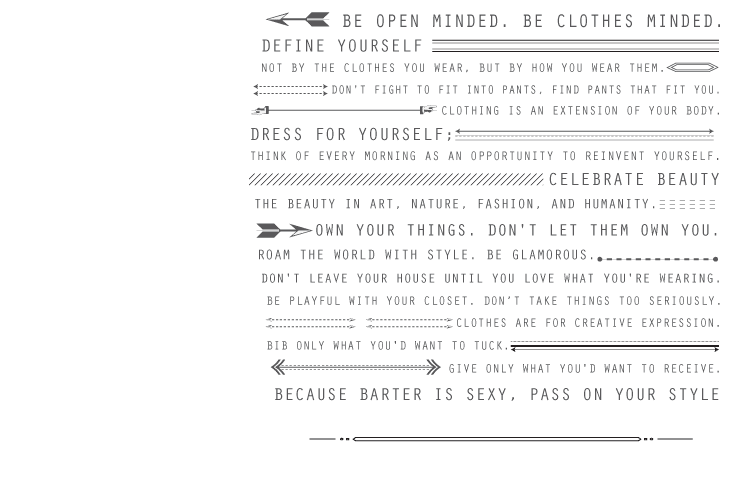 BE OPEN MINDED. BE CLOTHES MINDED.
DEFINE YOURSELF
NOT BY THE CLOTHES YOU WEAR, BUT BY HOW YOU WEAR THEM.
DON'T FIGHT TO FIT INTO PANTS, FIND PANTS THAT FIT YOU.
CLOTHING IS AN EXTENSION OF YOUR BODY.
DRESS FOR YOURSELF;
THINK OF EVERY MORNING AS AN OPPORTUNITY TO REINVENT YOURSELF.
CELEBRATE BEAUTY
THE BEAUTY IN ART, NATURE, FASHION, AND HUMANITY.
OWN YOUR THINGS. DON'T LET THEM OWN YOU.
ROAM THE WORLD WITH STYLE. BE GLAMOROUS.
DON'T LEAVE YOUR HOUSE UNTIL YOU LOVE WHAT YOU'RE WEARING.
BE PLAYFUL WITH YOUR CLOSET. DON'T TAKE THINGS TOO SERIOUSLY.
CLOTHES ARE FOR CREATIVE EXPRESSION.
BIB ONLY WHAT YOU'D WANT TO TUCK.
GIVE ONLY WHAT YOU'D WANT TO RECEIVE.
BECAUSE BARTER IS SEXY, PASS ON YOUR STYLE